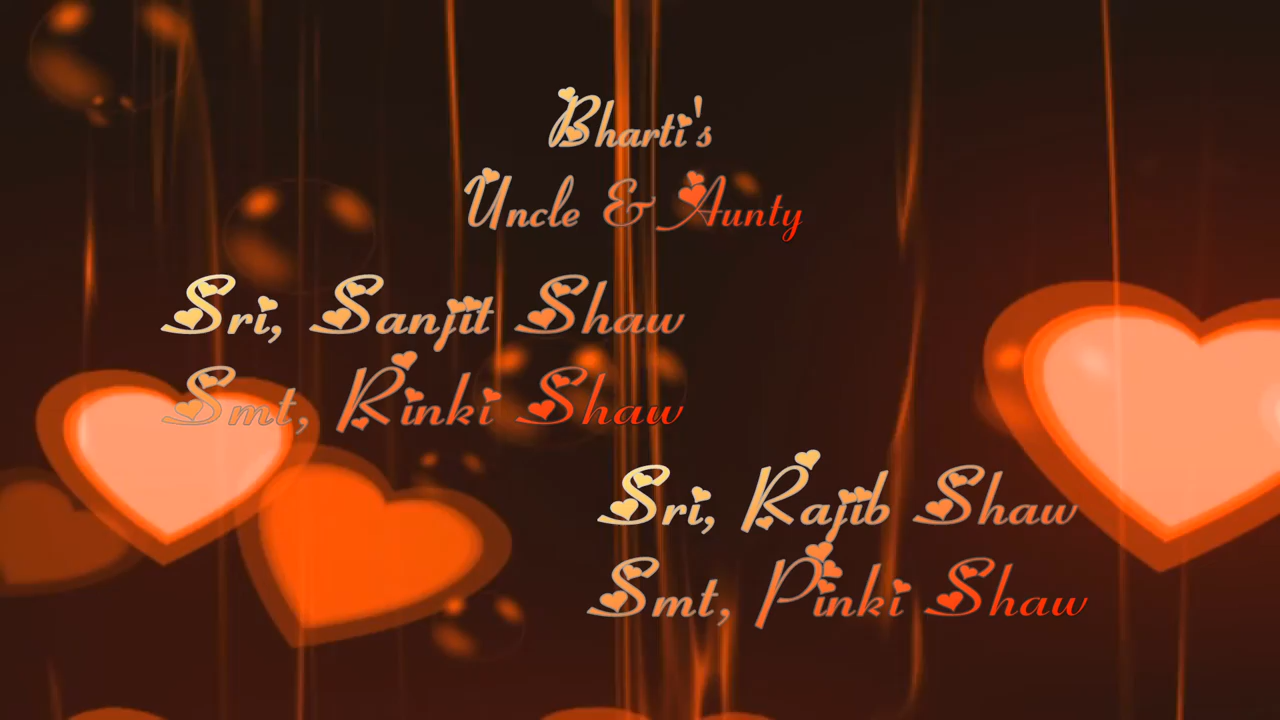 Bharti's
Uncle & Aunty
Sri, Sanjit Shaw
Smt, Rinki Shaw
Sri, Rajib Shaw
Smt, Pinki Shaw